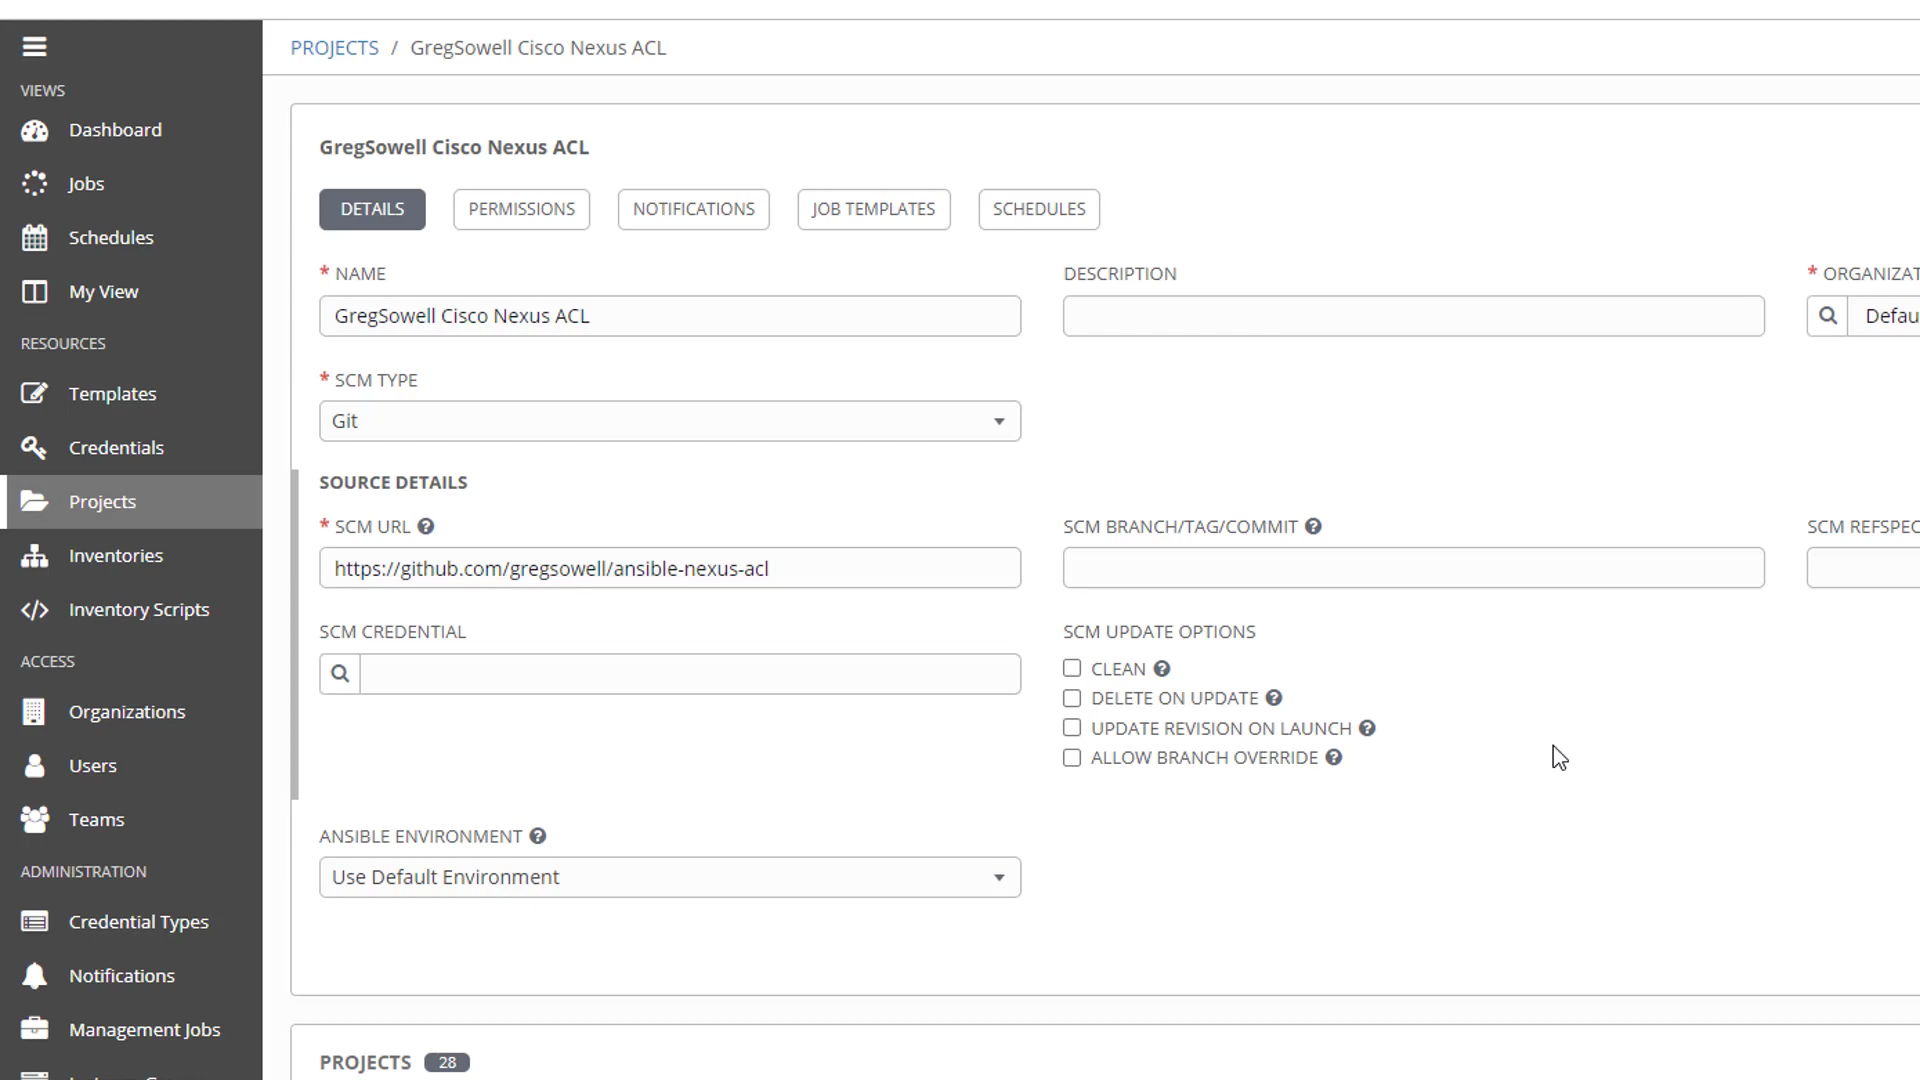 PROJECTS / GregSowell Cisco Nexus ACL
VIEWS
Dashboard
Jobs
Schedules
My View
RESOURCES
Templates
Credentials
Projects
Inventories
Inventory Scripts
ACCESS
Organizations
Users
Teams
ADMINISTRATION
Credential Types
Notifications
Management Jobs
GregSowell Cisco Nexus ACL
DETAILS PERMISSIONS NOTIFICATIONS JOB TEMPLATES SCHEDULES
* NAME DESCRIPTION * ORGANIZAT
GregSowell Cisco Nexus ACL Defau
* SCM TYPE
Git
SOURCE DETAILS
* SCM URL SCM BRANCH/TAG/COMMIT SCM REFSPEC
https://github.com/gregsowell/ansible-nexus-acl
SCM CREDENTIAL SCM UPDATE OPTIONS
CLEAN
DELETE ON UPDATE
UPDATE REVISION ON LAUNCH
ALLOW BRANCH OVERRIDE
ANSIBLE ENVIRONMENT
Use Default Environment
PROJECTS 28